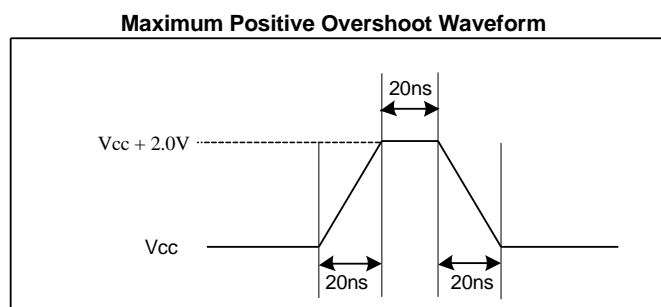 Maximum Positive Overshoot Waveform
20ns
Vcc + 2.0V
Vcc
20ns
20ns